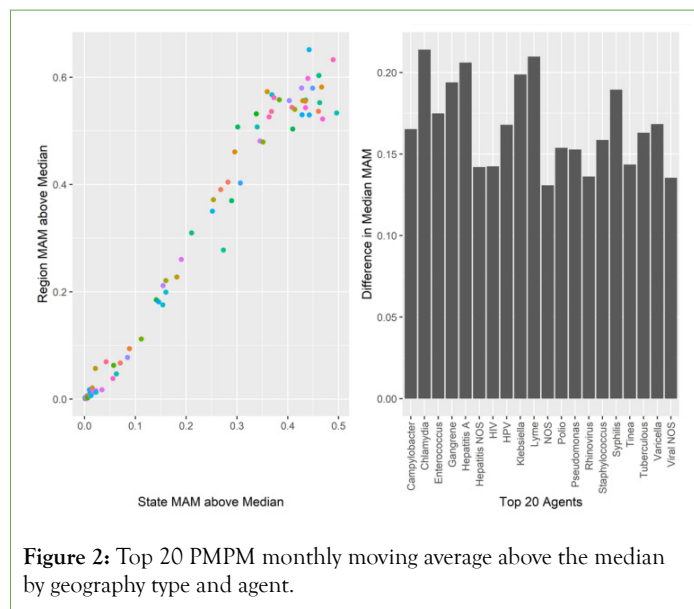 0.6
0.4
0.2
0.0
Region MAM above Median
0.0
0.1
0.2
0.3
0.4
0.5
State MAM above Median
0.20
0.15
0.10
0.05
0.00
Difference in Median MAM
Campylobacter
Chlamydia
Enterococcus
Gangrene
Hepatitis A
Hepatitis NOS
HIV
HPV
Klebsiella
Lyme
NOS
Polio
Pseudomonas
Rhinovirus
Staphylococcus
Syphilis
Tinea
Tuberculous
Varicella
Viral NOS
Top 20 Agents
Figure 2: Top 20 PMPM monthly moving average above the median
by geography type and agent.